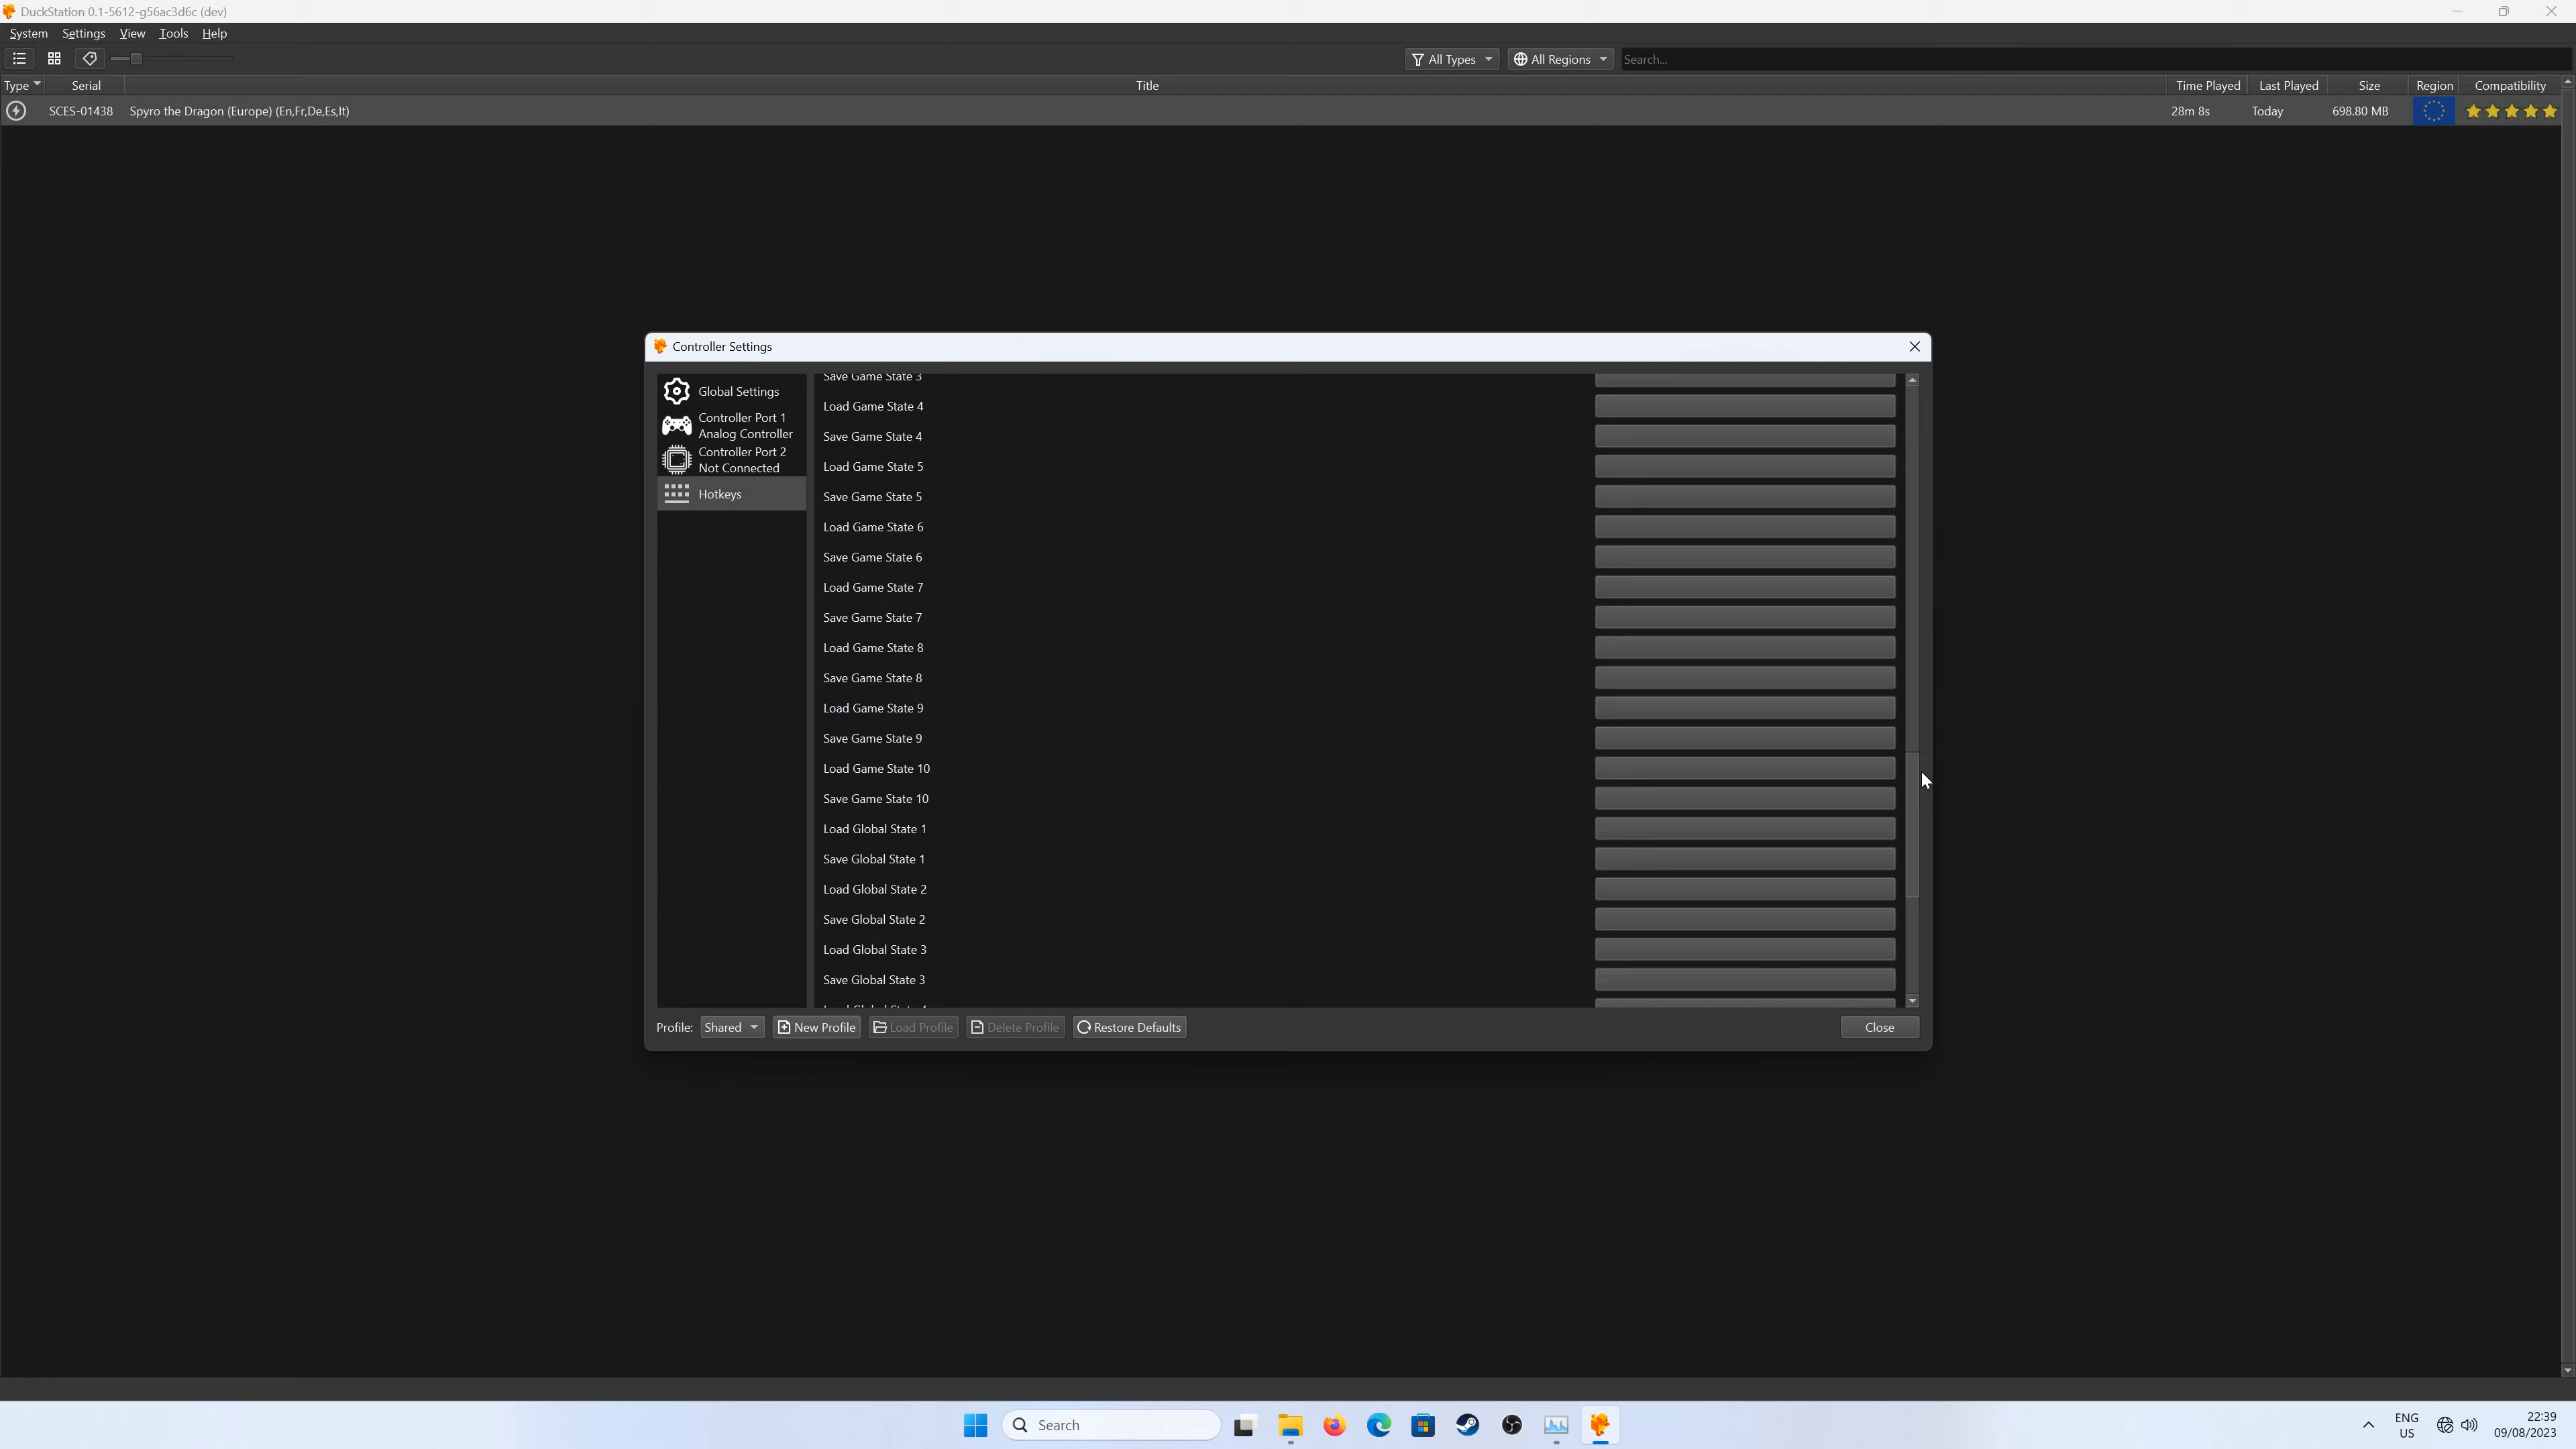 DuckStation 0.1-5612-g56ac3d6c (dev)
System Settings View Tools Help
All Types All Regions Search...
Type Serial Title Time Played Last Played Size Region Compatibility
SCES-01438 Spyro the Dragon (Europe) (En,Fr,De,Es,It) 28m 8s Today 698.80 MB
Controller Settings
Global Settings
Controller Port 1
Analog Controller
Controller Port 2
Not Connected
Hotkeys
Save Game State 3
Load Game State 4
Save Game State 4
Load Game State 5
Save Game State 5
Load Game State 6
Save Game State 6
Load Game State 7
Save Game State 7
Load Game State 8
Save Game State 8
Load Game State 9
Save Game State 9
Load Game State 10
Save Game State 10
Load Global State 1
Save Global State 1
Load Global State 2
Save Global State 2
Load Global State 3
Save Global State 3
Profile: Shared New Profile Load Profile Delete Profile Restore Defaults Close
Search
ENG
US
22:39
09/08/2023